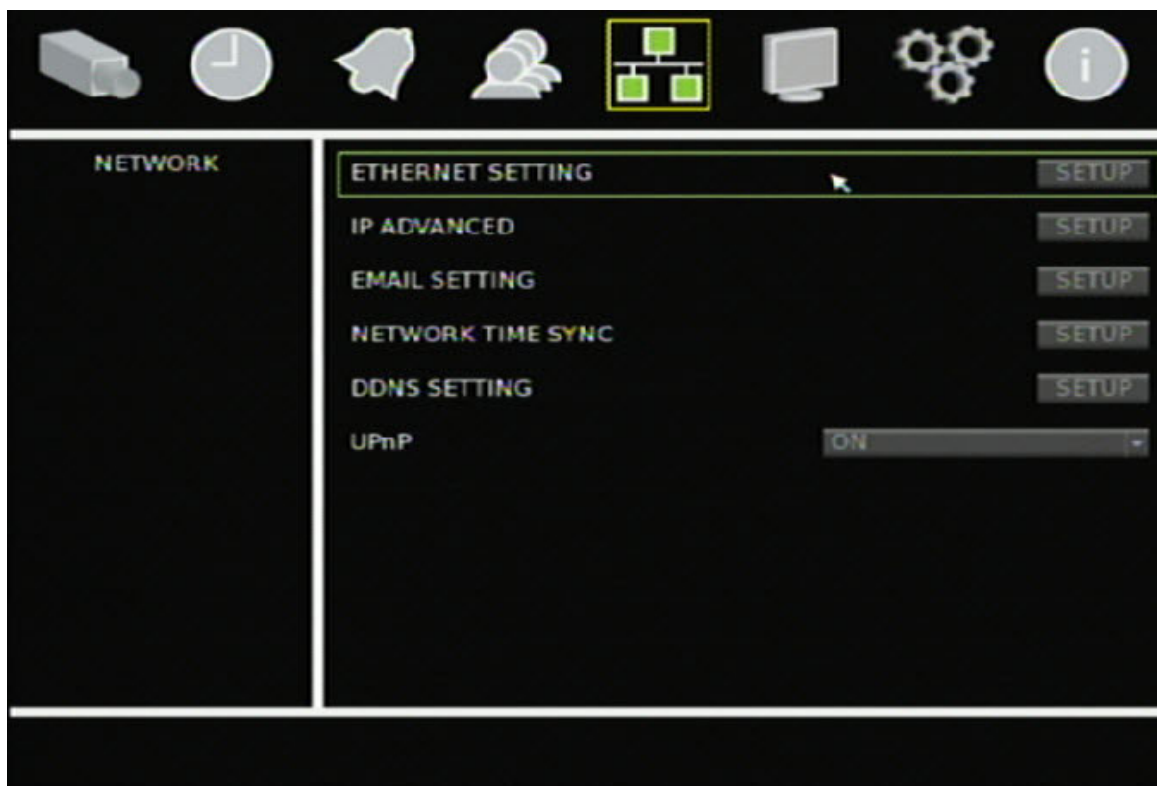 NETWORK
ETHERNET SETTING SETUP
IP ADVANCED SETUP
EMAIL SETTING SETUP
NETWORK TIME SYNC SETUP
DDNS SETTING SETUP
UPnP ON